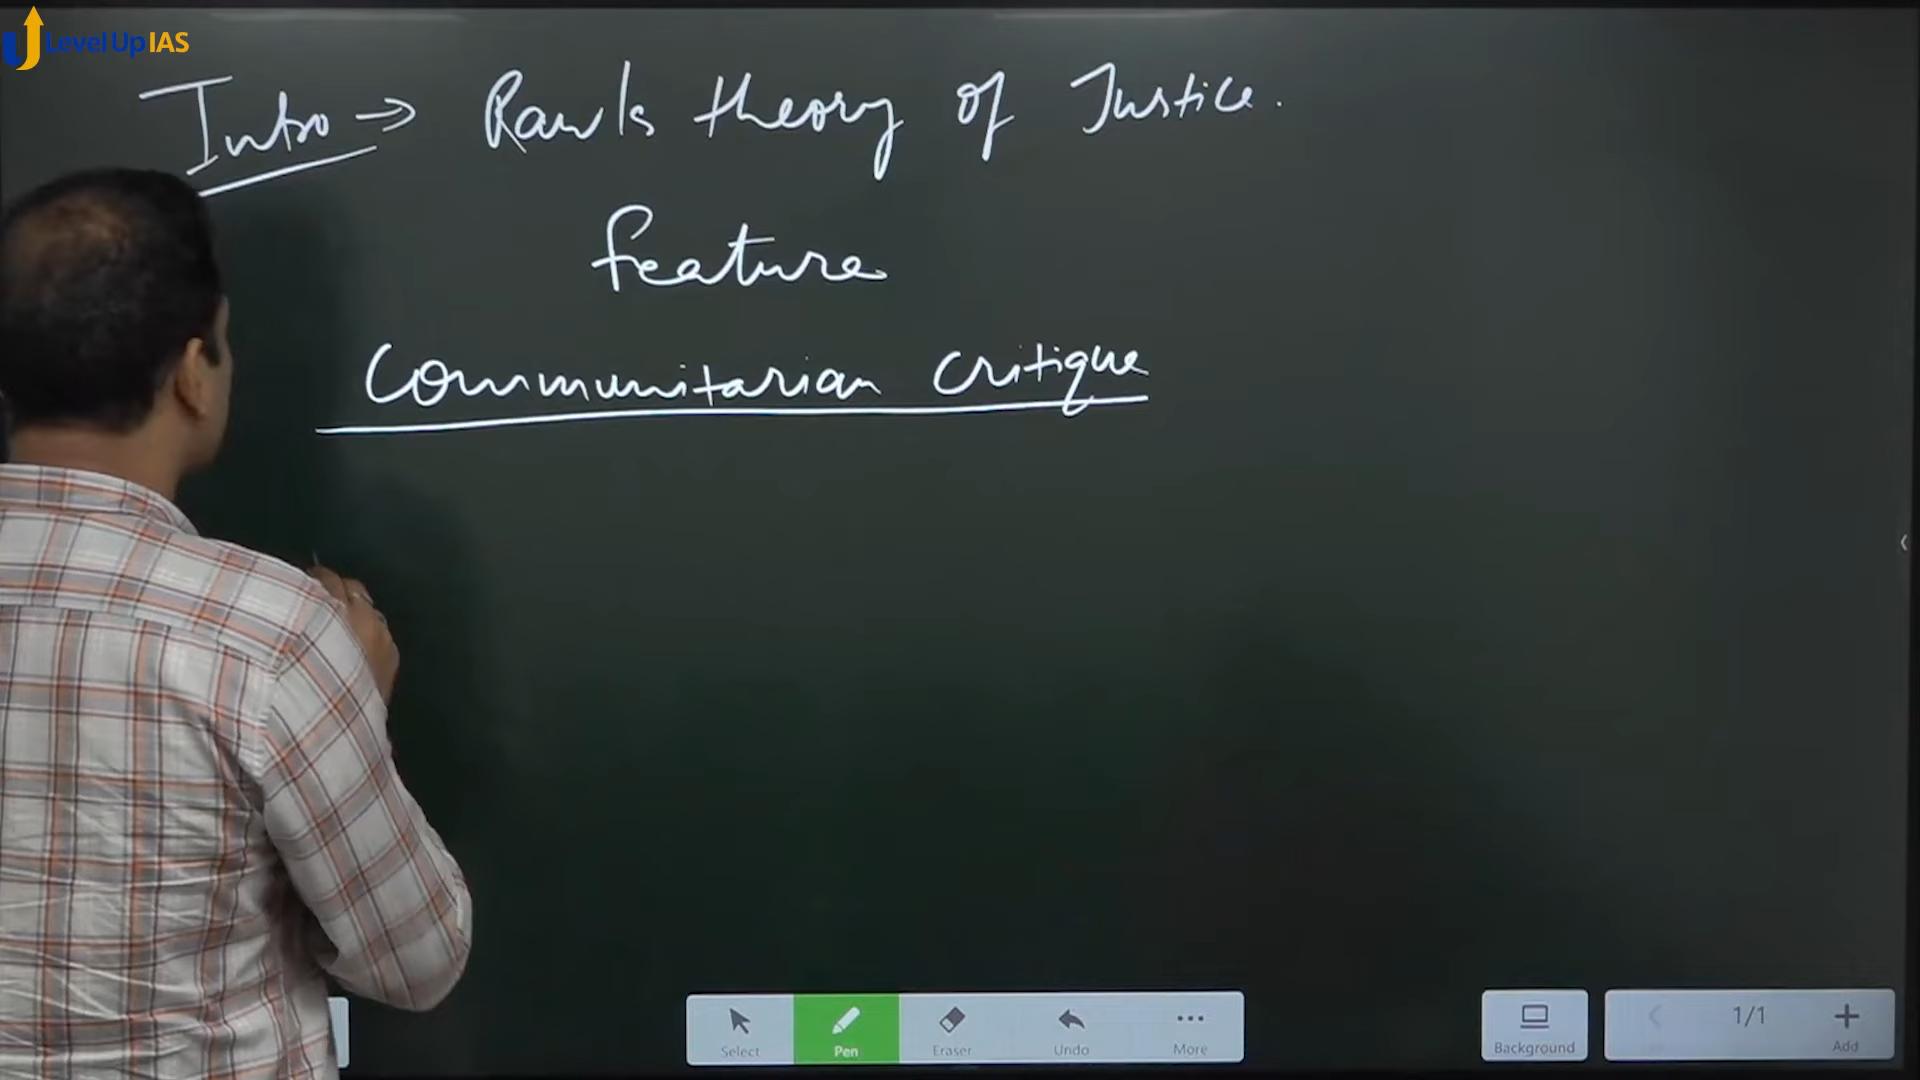 Level Up IAS
Intro → Rawls theory of Justice.
feature
Communitarian critique
Select
Pen
Eraser
Undo
More
Background
1/1
Add